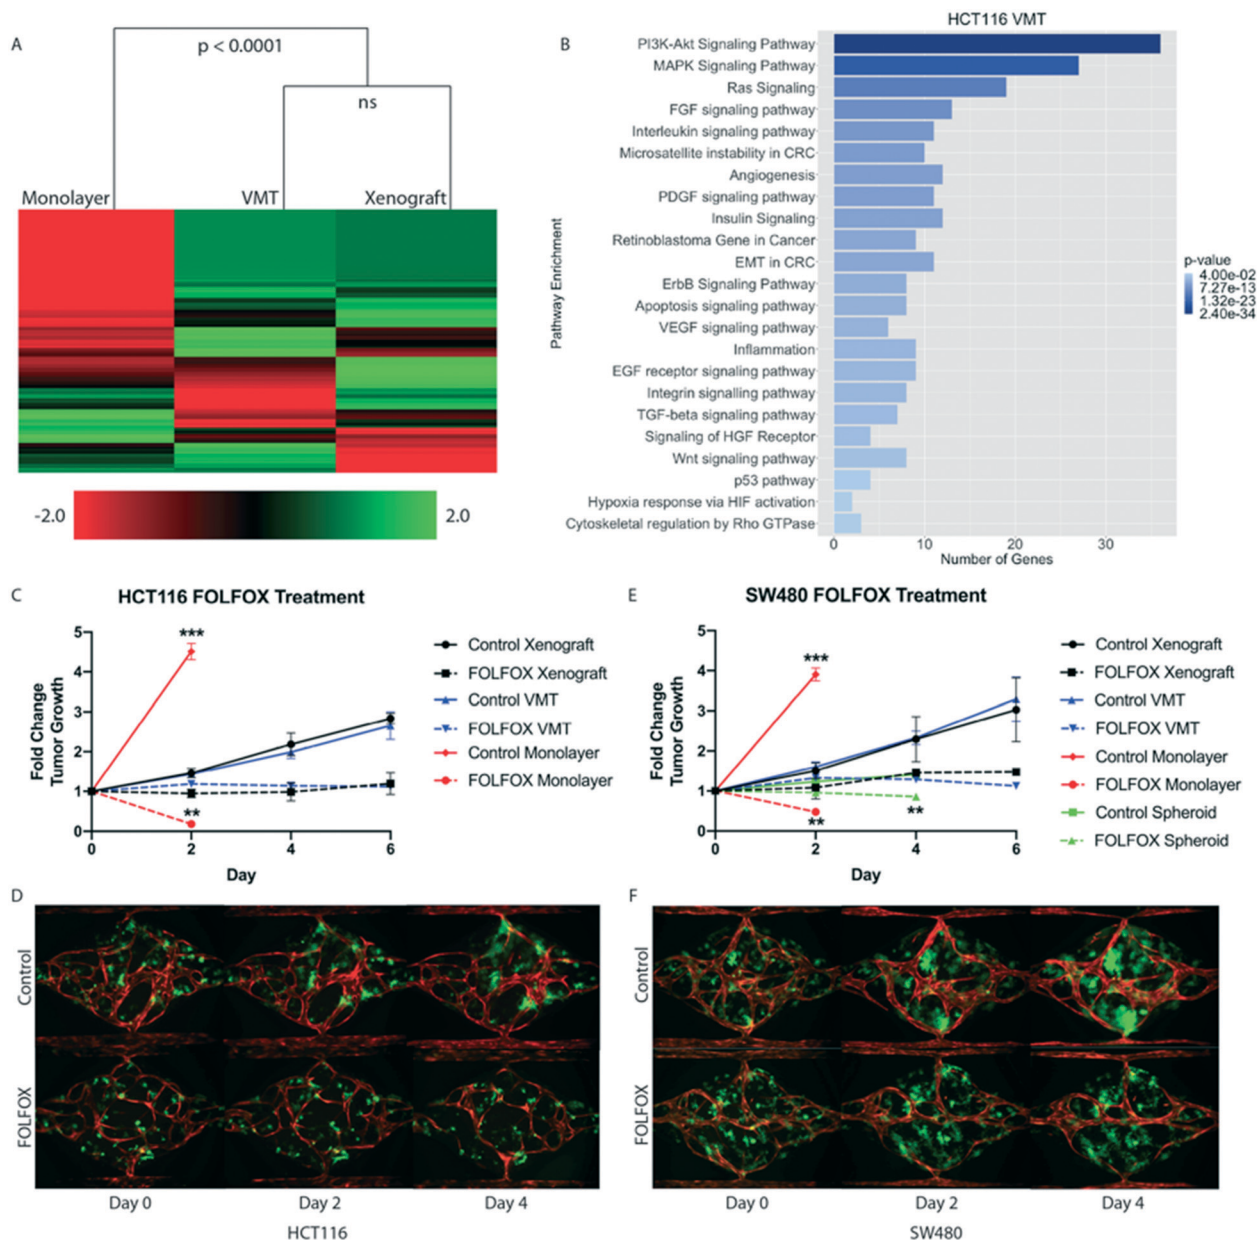 A
p < 0.0001
ns
Monolayer
VMT
Xenograft
-2.0
2.0
B
HCT116 VMT
Pathway Enrichment
PI3K-Akt Signaling Pathway
MAPK Signaling Pathway
Ras Signaling
FGF signaling pathway
Interleukin signaling pathway
Microsatellite instability in CRC
Angiogenesis
PDGF signaling pathway
Insulin Signaling
Retinoblastoma Gene in Cancer
EMT in CRC
ErbB Signaling Pathway
Apoptosis signaling pathway
VEGF signaling pathway
Inflammation
EGF receptor signaling pathway
Integrin signalling pathway
TGF-beta signaling pathway
Signaling of HGF Receptor
Wnt signaling pathway
p53 pathway
Hypoxia response via HIF activation
Cytoskeletal regulation by Rho GTPase
0 10 20 30
Number of Genes
p-value
4.00e-02
7.27e-13
1.32e-23
2.40e-34
C
HCT116 FOLFOX Treatment
Fold Change
Tumor Growth
5
4
3
2
1
0
***
**
0 2 4 6
Day
Control Xenograft
FOLFOX Xenograft
Control VMT
FOLFOX VMT
Control Monolayer
FOLFOX Monolayer
E
SW480 FOLFOX Treatment
Fold Change
Tumor Growth
5
4
3
2
1
0
***
**
**
0 2 4 6
Day
Control Xenograft
FOLFOX Xenograft
Control VMT
FOLFOX VMT
Control Monolayer
FOLFOX Monolayer
Control Spheroid
FOLFOX Spheroid
D
Control
FOLFOX
Day 0 Day 2 Day 4
HCT116
F
Control
FOLFOX
Day 0 Day 2 Day 4
SW480